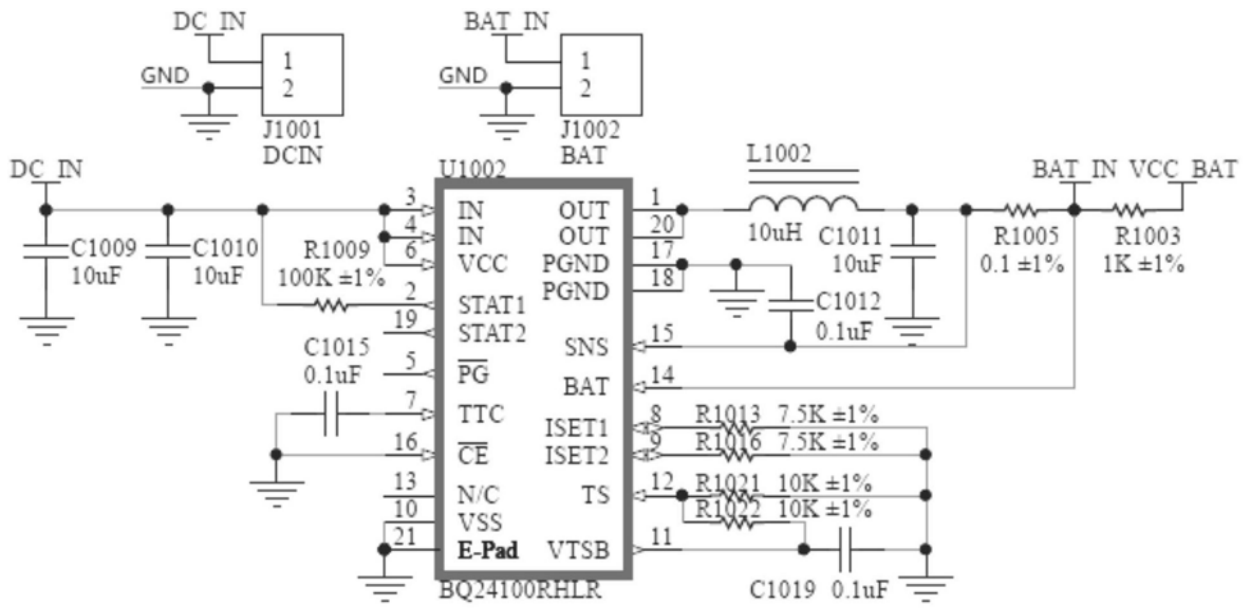 DC_IN
GND
1
2
J1001
DCIN
BAT_IN
GND
1
2
J1002
BAT
DC_IN
C1009
10uF
C1010
10uF
R1009
100K ±1%
C1015
0.1uF
U1002
3 IN OUT 1
4 IN OUT 20
6 VCC PGND 17
PGND 18
2 STAT1
19 STAT2
SNS 15
5 PG
BAT 14
7 TTC
ISET1 8 R1013 7.5K ±1%
16 CE ISET2 9 R1016 7.5K ±1%
13 N/C TS 12 R1021 10K ±1%
10 VSS R1022 10K ±1%
21 E-Pad VTSB 11
BQ24100RHLR
C1019 0.1uF
L1002
10uH
C1011
10uF
C1012
0.1uF
BAT_IN VCC_BAT
R1005
0.1 ±1%
R1003
1K ±1%